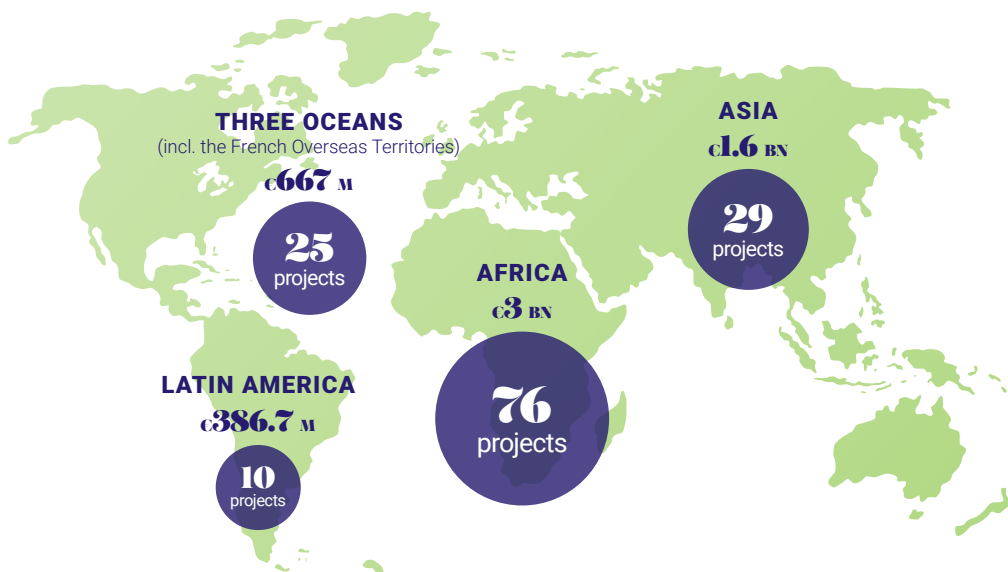 THREE OCEANS
(incl. the French Overseas Territories)
€667 M
25
projects
ASIA
€1.6 BN
29
projects
AFRICA
€3 BN
76
projects
LATIN AMERICA
€386.7 M
10
projects